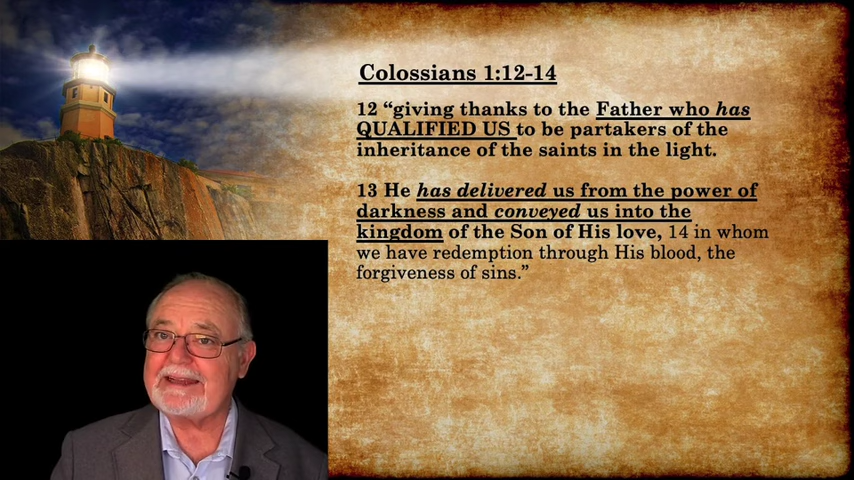 Colossians 1:12-14
12 “giving thanks to the Father who has
QUALIFIED US to be partakers of the
inheritance of the saints in the light.
13 He has delivered us from the power of
darkness and conveyed us into the
kingdom of the Son of His love, 14 in whom
we have redemption through His blood, the
forgiveness of sins.”